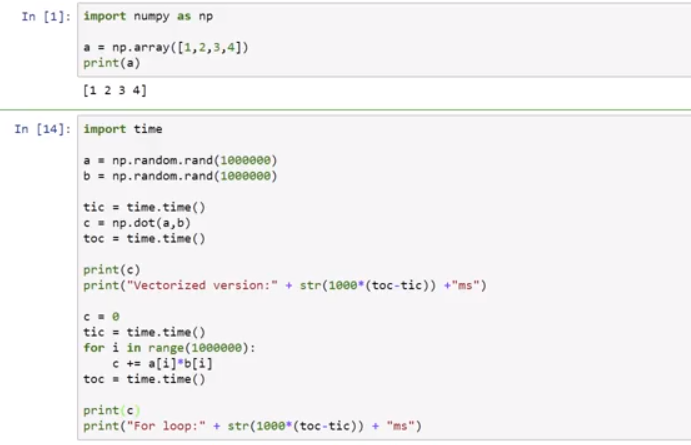 In [1]: import numpy as np
a = np.array([1,2,3,4])
print(a)
[1 2 3 4]
In [14]: import time
a = np.random.rand(1000000)
b = np.random.rand(1000000)
tic = time.time()
c = np.dot(a,b)
toc = time.time()
print(c)
print("Vectorized version:" + str(1000*(toc-tic)) +"ms")
c = 0
tic = time.time()
for i in range(1000000):
    c += a[i]*b[i]
toc = time.time()
print(c)
print("For loop:" + str(1000*(toc-tic)) + "ms")